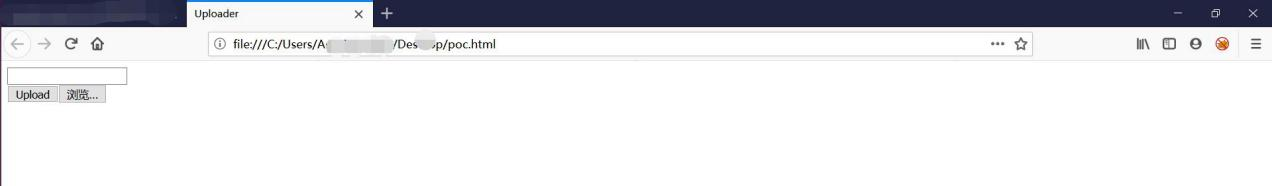 Uploader
file:///C:/Users/A /Des p/poc.html
Upload 浏览...